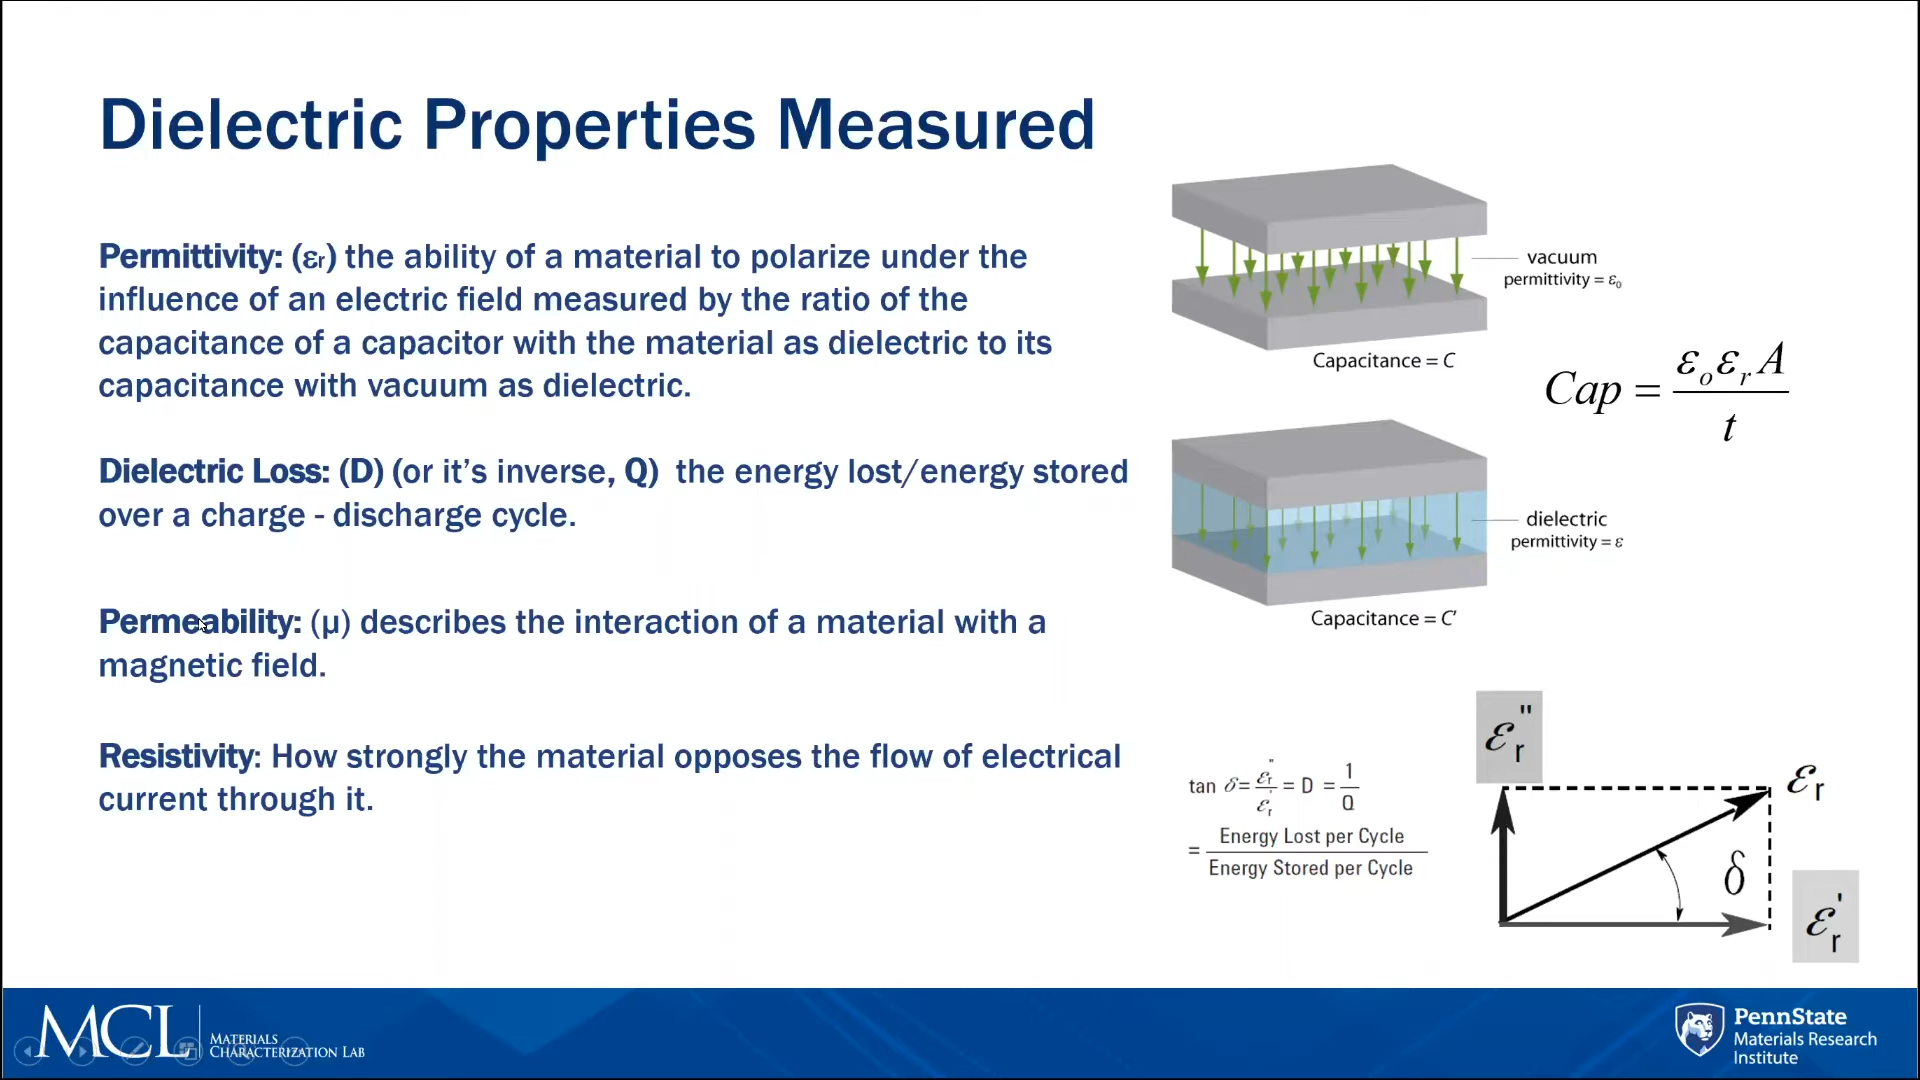 Dielectric Properties Measured
Permittivity: (εr) the ability of a material to polarize under the
influence of an electric field measured by the ratio of the
capacitance of a capacitor with the material as dielectric to its
capacitance with vacuum as dielectric.
Dielectric Loss: (D) (or it’s inverse, Q)  the energy lost/energy stored
over a charge - discharge cycle.
Permeability: (μ) describes the interaction of a material with a
magnetic field.
Resistivity: How strongly the material opposes the flow of electrical
current through it.
vacuum
permittivity = ε₀
Capacitance = C
Cap = εₒεᵣA / t
dielectric
permittivity = ε
Capacitance = C'
tan δ = εᵣ" / εᵣ' = D = 1 / Q
= Energy Lost per Cycle / Energy Stored per Cycle
εᵣ"
εᵣ
δ
εᵣ'
MCL
MATERIALS
CHARACTERIZATION LAB
PennState
Materials Research
Institute